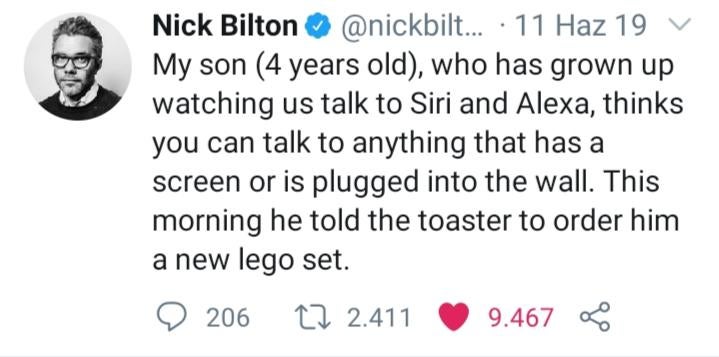 Nick Bilton @nickbilt... · 11 Haz 19
My son (4 years old), who has grown up
watching us talk to Siri and Alexa, thinks
you can talk to anything that has a
screen or is plugged into the wall. This
morning he told the toaster to order him
a new lego set.
206 2.411 9.467